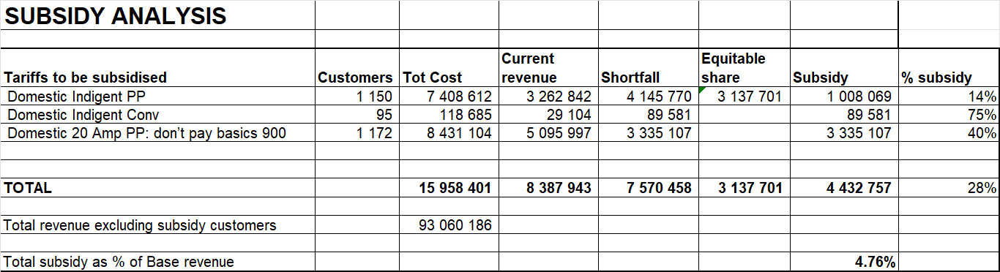 SUBSIDY ANALYSIS
Current Equitable
Tariffs to be subsidised Customers Tot Cost revenue Shortfall share Subsidy % subsidy
Domestic Indigent PP 1 150 7 408 612 3 262 842 4 145 770 3 137 701 1 008 069 14%
Domestic Indigent Conv 95 118 685 29 104 89 581 89 581 75%
Domestic 20 Amp PP: don’t pay basics 900 1 172 8 431 104 5 095 997 3 335 107 3 335 107 40%
TOTAL 15 958 401 8 387 943 7 570 458 3 137 701 4 432 757 28%
Total revenue excluding subsidy customers 93 060 186
Total subsidy as % of Base revenue 4.76%